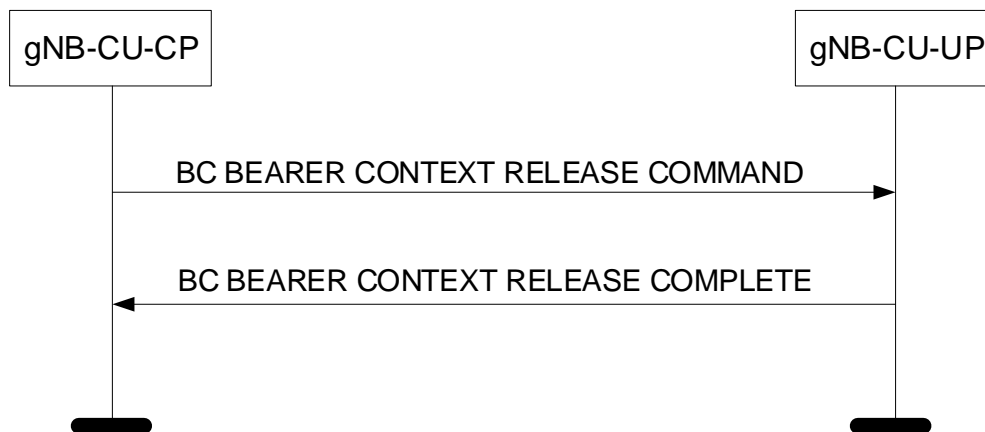 gNB-CU-CP
gNB-CU-UP
BC BEARER CONTEXT RELEASE COMMAND
BC BEARER CONTEXT RELEASE COMPLETE